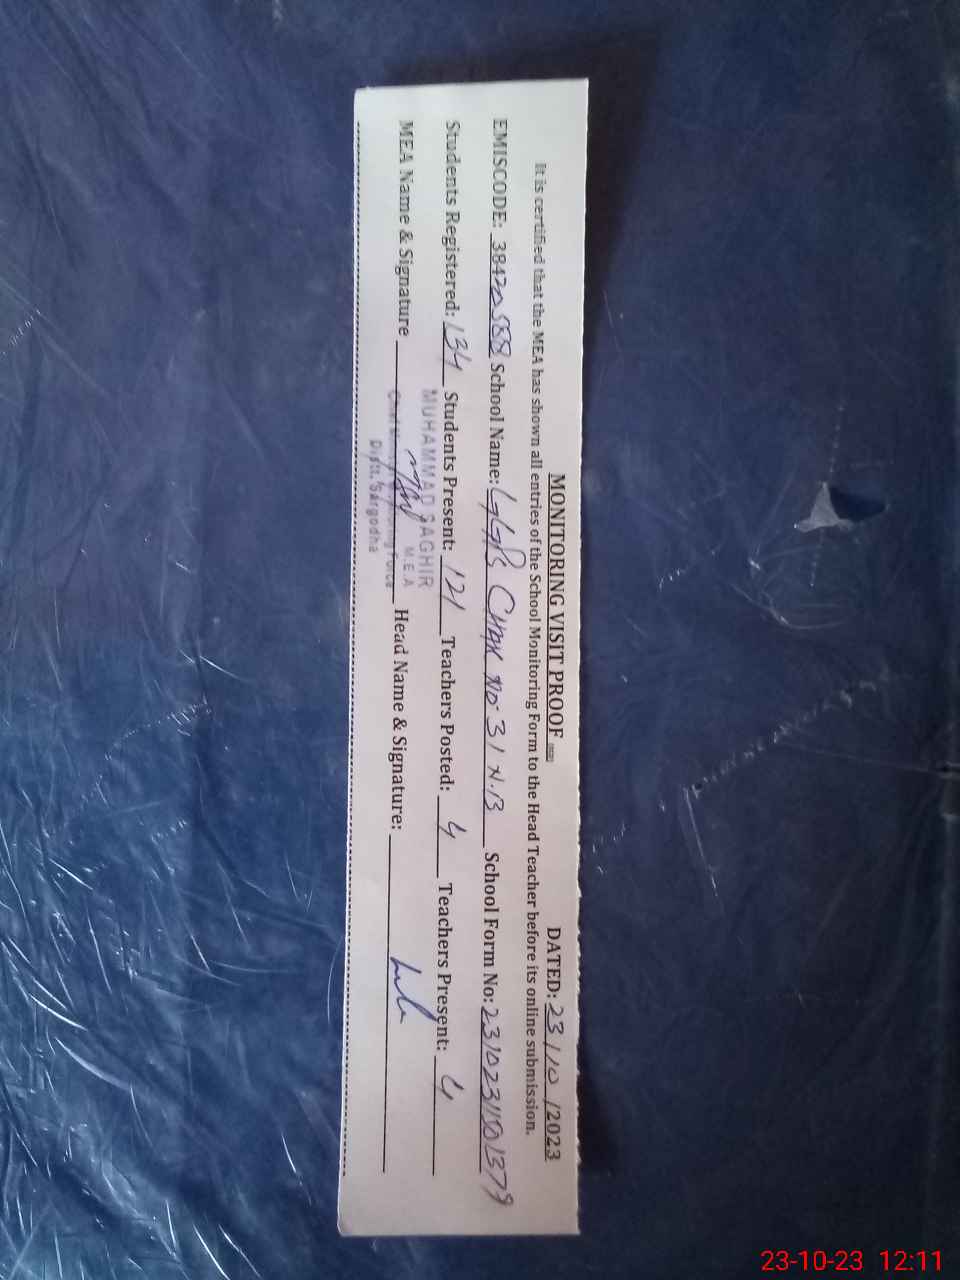 MONITORING VISIT PROOF DATED: 23/10/2023
It is certified that the MEA has shown all entries of the School Monitoring Form to the Head Teacher before its online submission.
EMISCODE: 38420588 School Name: GGPS CHAK NO. 31 N.B School Form No: 2310231101379
Students Registered: 134 Students Present: 121 Teachers Posted: 4 Teachers Present: 4
MUHAMMAD SAGHIR
M.E.A
MEA Name & Signature Head Name & Signature:
Distt. Sargodha
23-10-23 12:11